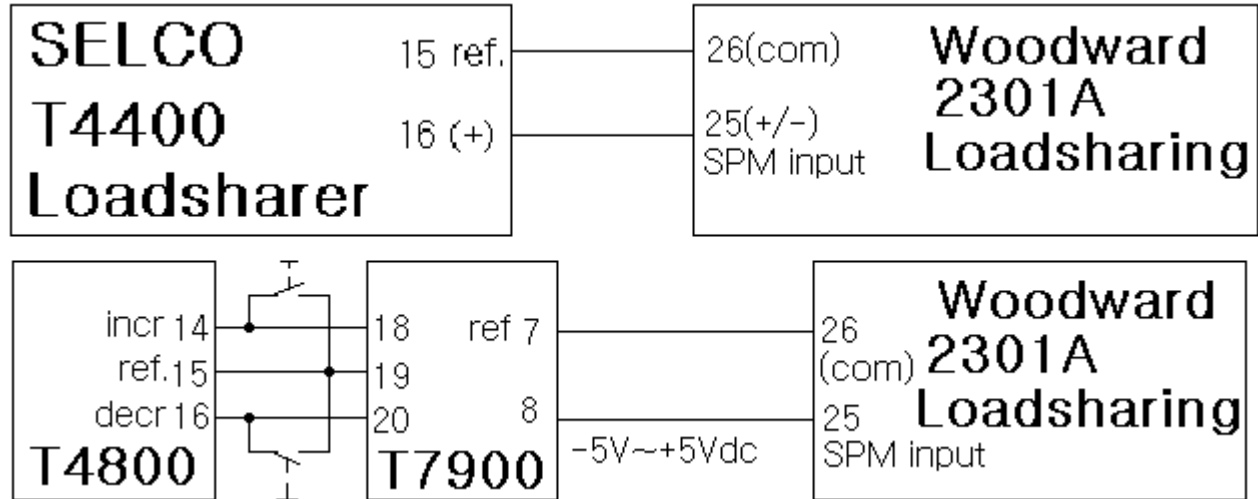 SELCO
T4400
Loadsharer
15 ref.
16 (+)
26(com)
25(+/-)
SPM input
Woodward
2301A
Loadsharing
incr 14
ref.15
decr 16
T4800
18
19
20
T7900
ref 7
8
-5V~+5Vdc
26
(com)
25
SPM input
Woodward
2301A
Loadsharing